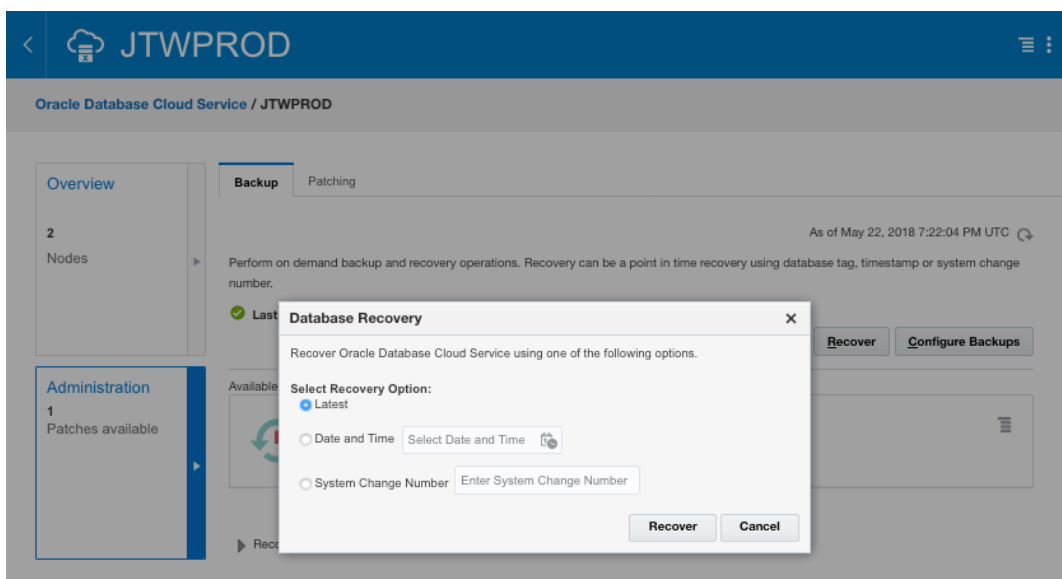 JTWPROD
Oracle Database Cloud Service / JTWPROD
Overview
2
Nodes
Administration
1
Patches available
Backup
Patching
As of May 22, 2018 7:22:04 PM UTC
Perform on demand backup and recovery operations. Recovery can be a point in time recovery using database tag, timestamp or system change
number.
Last
Recover
Configure Backups
Available
Database Recovery
Recover Oracle Database Cloud Service using one of the following options.
Select Recovery Option:
Latest
Date and Time
Select Date and Time
System Change Number
Enter System Change Number
Recover
Cancel